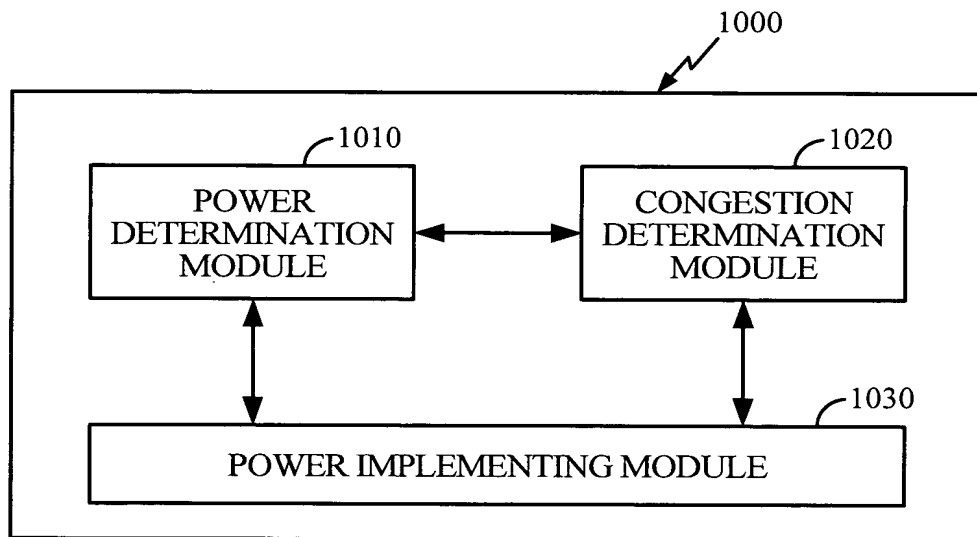 1000
1010
POWER
DETERMINATION
MODULE
1020
CONGESTION
DETERMINATION
MODULE
1030
POWER IMPLEMENTING MODULE